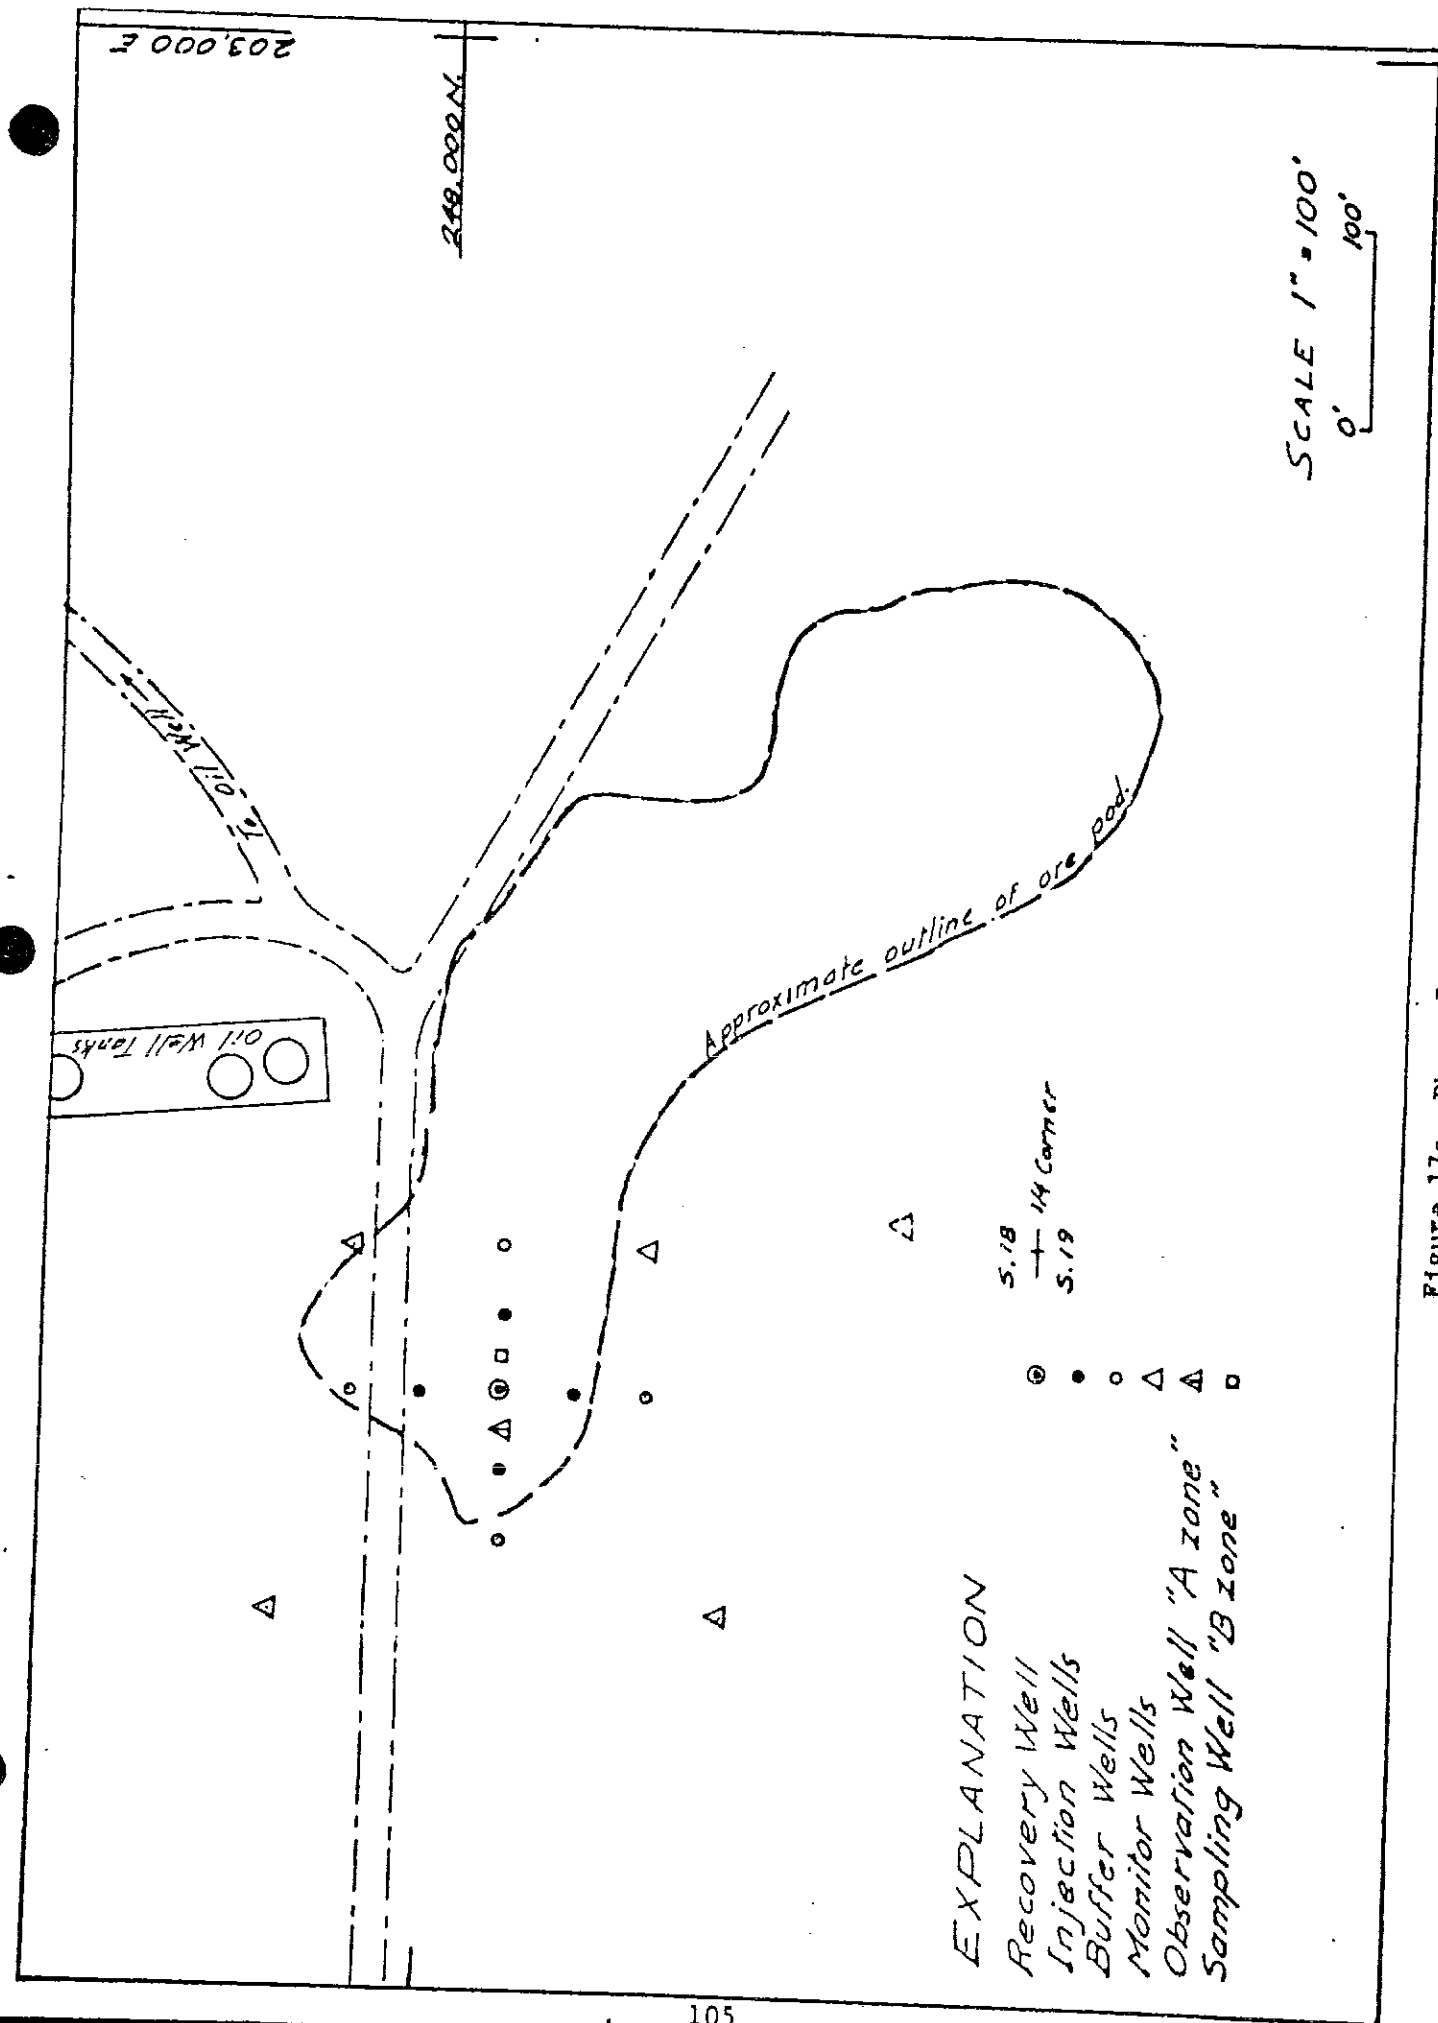 203,000 E
248,000 N.
To Oil Well
Oil Well Tanks
Approximate outline of ore pod.
S.18
1/4 Corner
S.19
SCALE 1" = 100'
0' 100'
EXPLANATION
Recovery Well
Injection Wells
Buffer Wells
Monitor Wells
Observation Well "A zone"
Sampling Well "B zone"
105
Figure